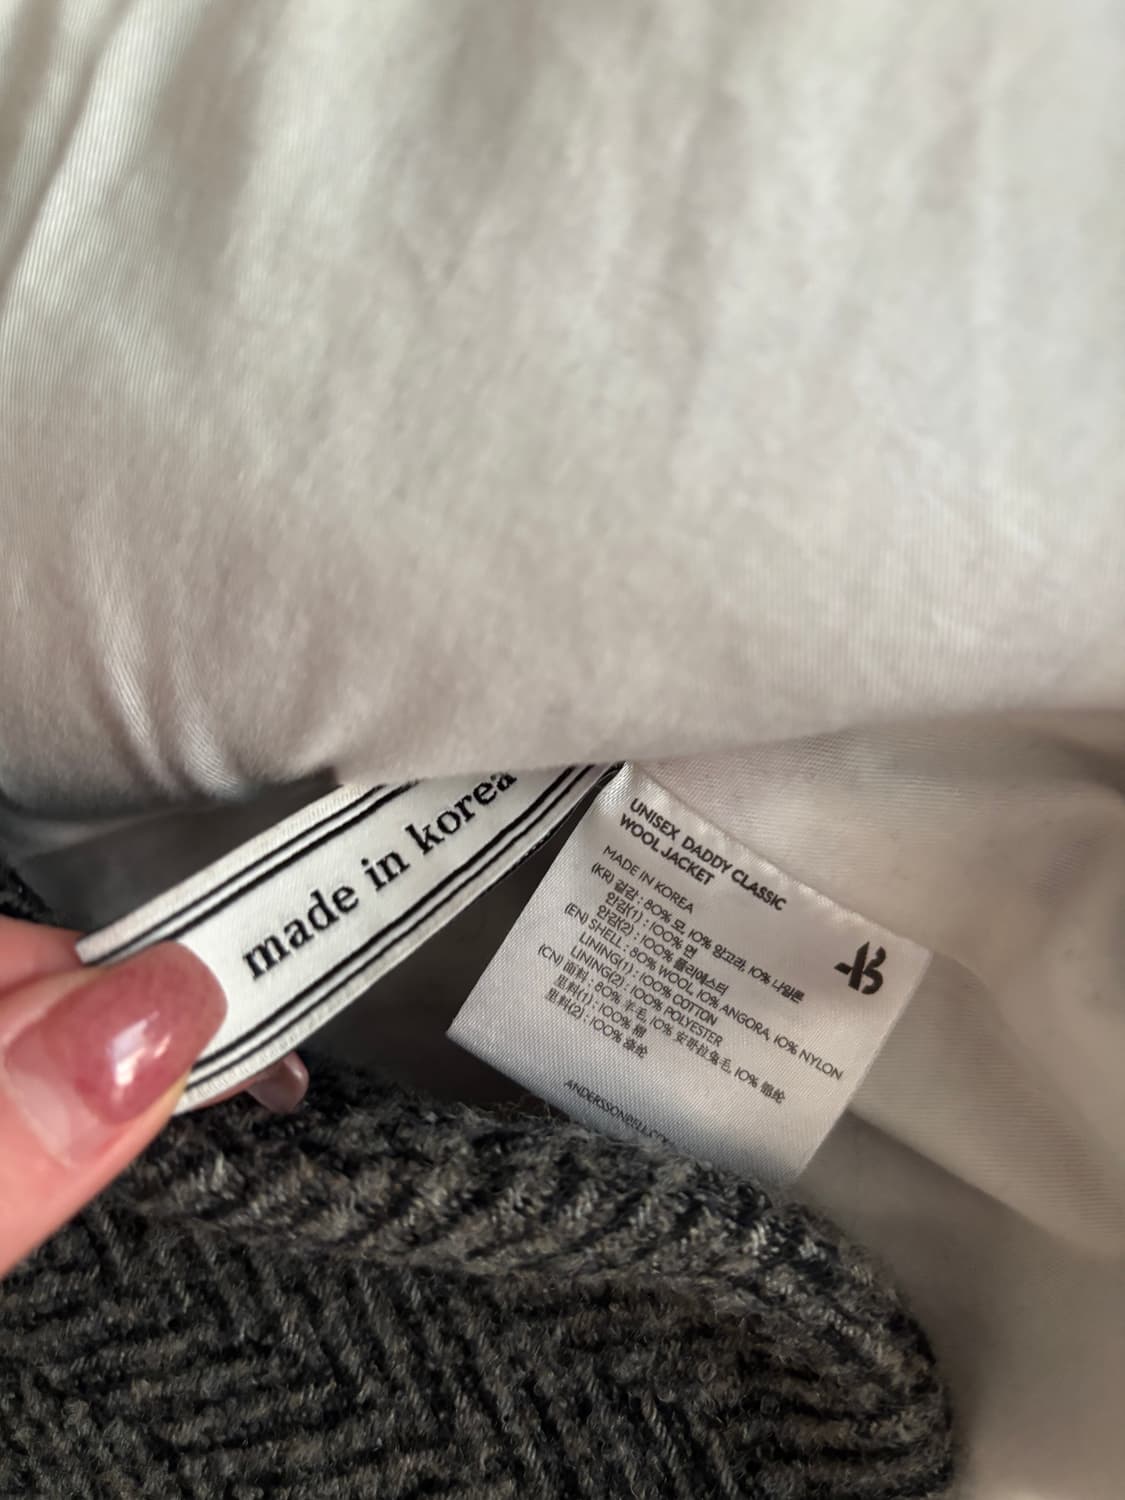 made in korea
UNISEX DADDY CLASSIC
WOOL JACKET
MADE IN KOREA
(KR) 겉감 : 80% 모, 10% 앙고라, 10% 나일론
안감(1) : 100% 면
안감(2) : 100% 폴리에스터
(EN) SHELL : 80% WOOL, 10% ANGORA, 10% NYLON
LINING(1) : 100% COTTON
LINING(2) : 100% POLYESTER
(CN) 面料 : 80% 羊毛, 10% 安哥拉兔毛, 10% 锦纶
里料(1) : 100% 棉
里料(2) : 100% 涤纶